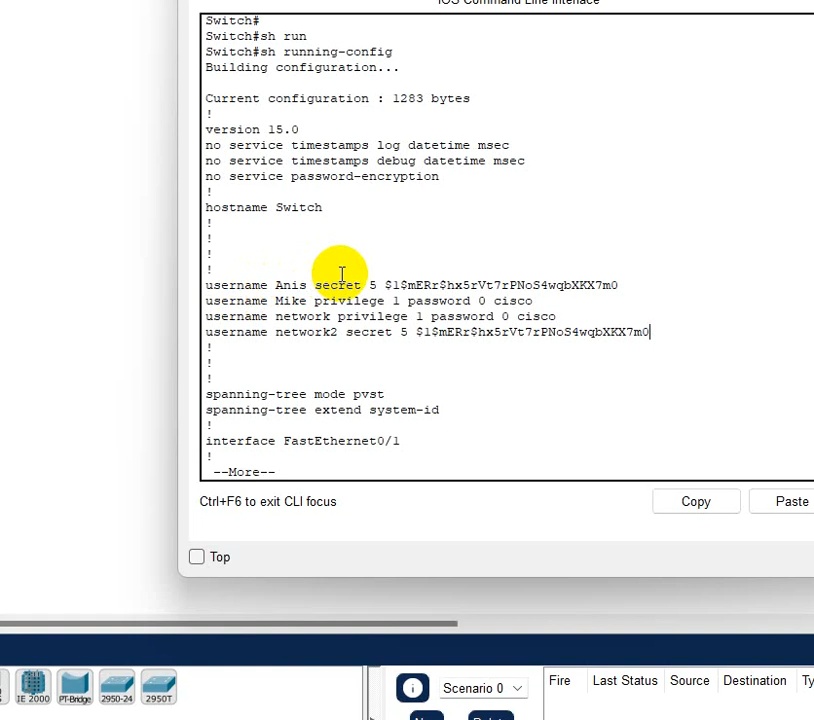 IOS Command Line Interface
Switch#
Switch#sh run
Switch#sh running-config
Building configuration...
Current configuration : 1283 bytes
!
version 15.0
no service timestamps log datetime msec
no service timestamps debug datetime msec
no service password-encryption
!
hostname Switch
!
!
!
!
username Anis secret 5 $1$mERr$hx5rVt7rPNoS4wqbXKX7m0
username Mike privilege 1 password 0 cisco
username network privilege 1 password 0 cisco
username network2 secret 5 $1$mERr$hx5rVt7rPNoS4wqbXKX7m0
!
!
!
spanning-tree mode pvst
spanning-tree extend system-id
!
interface FastEthernet0/1
!
--More--
Ctrl+F6 to exit CLI focus
Copy
Paste
Top
IE 2000
PT-Bridge
2950-24
2950T
Scenario 0
Fire
Last Status
Source
Destination